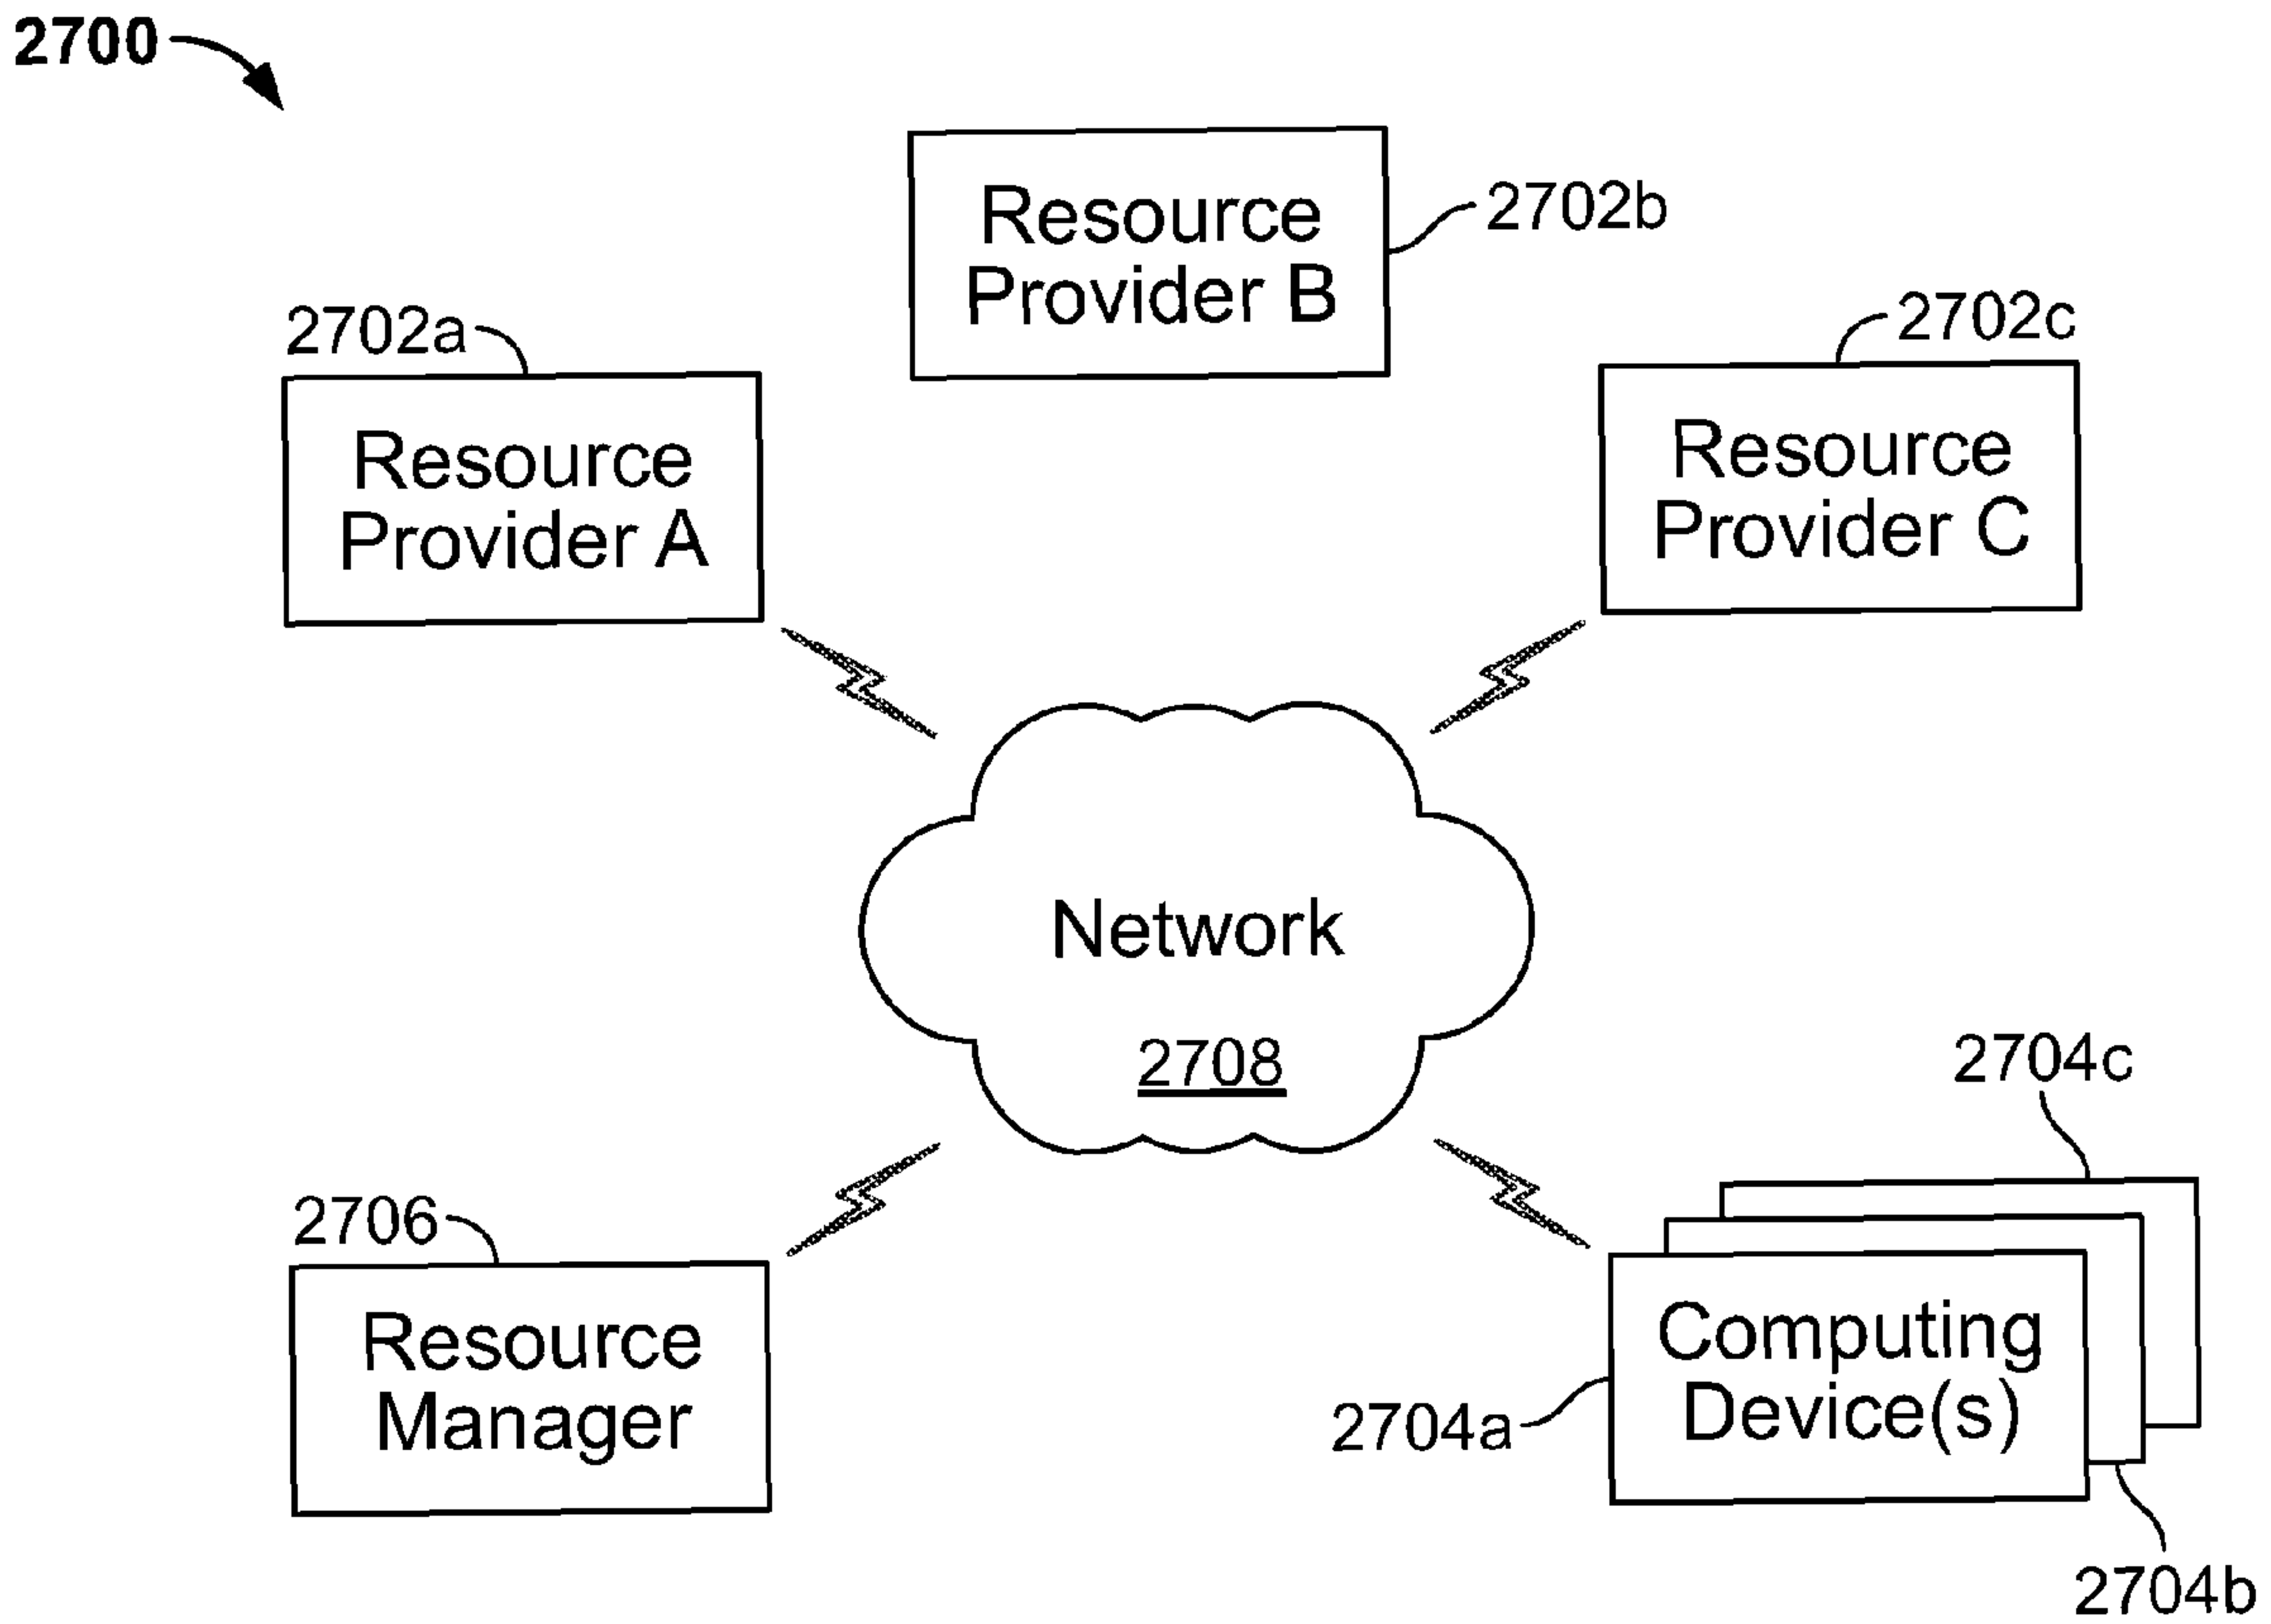 2700
Resource
Provider B
2702b
2702a
Resource
Provider A
2702c
Resource
Provider C
Network
2708
2706
Resource
Manager
2704c
Computing
Device(s)
2704a
2704b